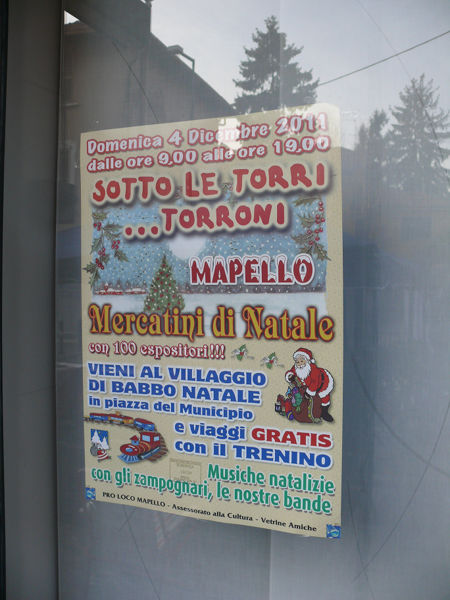 Domenica 4 Dicembre 2011
dalle ore 9,00 alle ore 19,00
SOTTO LE TORRI
...TORRONI
MAPELLO
Mercatini di Natale
con 100 espositori!!!
VIENI AL VILLAGGIO
DI BABBO NATALE
in piazza del Municipio
e viaggi GRATIS
con il TRENINO
Musiche natalizie
con gli zampognari, le nostre bande
PRO LOCO MAPELLO - Assessorato alla Cultura - Vetrine Amiche